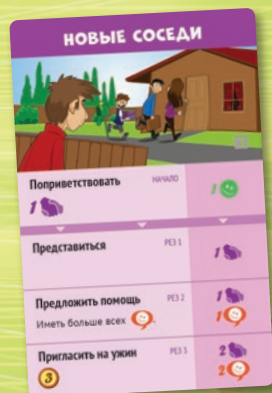 НОВЫЕ СОСЕДИ
Поприветствовать НАЧАЛО
1 1
Представиться РЕЗ 1
1
Предложить помощь РЕЗ 2 1
Иметь больше всех 1
Пригласить на ужин РЕЗ 3 2
3 2